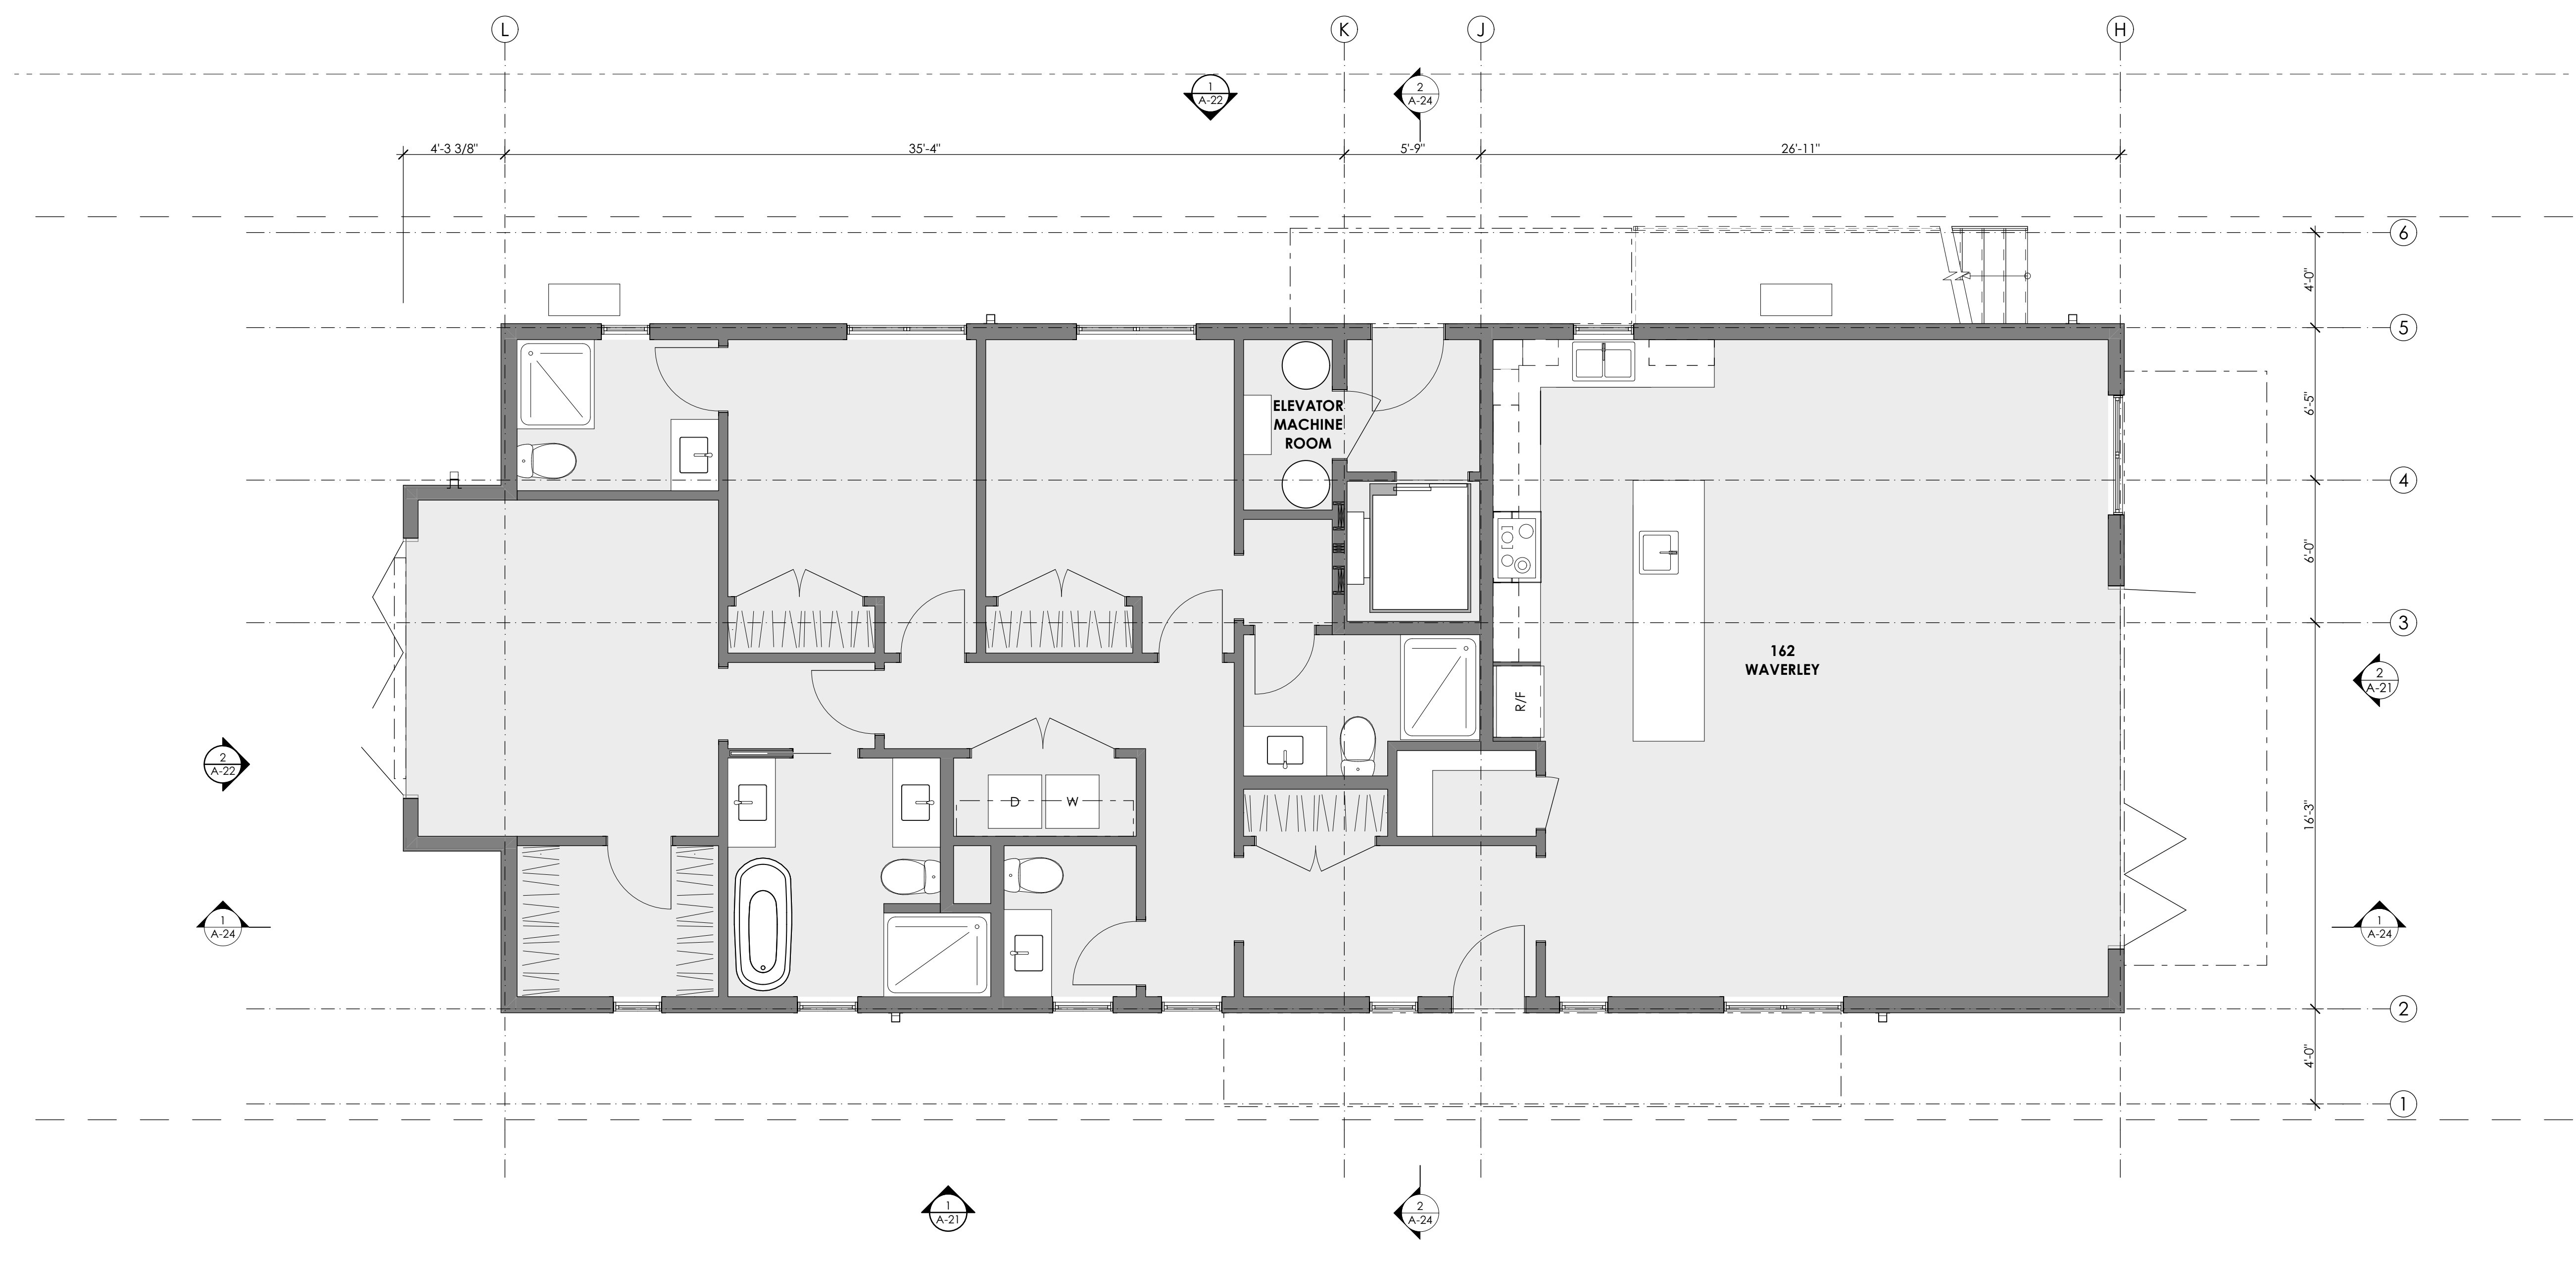 L
K
J
H
1
A-22
2
A-24
4'-3 3/8"
35'-4"
5'-9"
26'-11"
6
4'-0"
5
6'-5"
ELEVATOR
MACHINE
ROOM
4
6'-0"
3
162
WAVERLEY
R/F
2
A-21
2
A-22
D
W
16'-3"
1
A-24
1
A-24
2
4'-0"
1
1
A-21
2
A-24